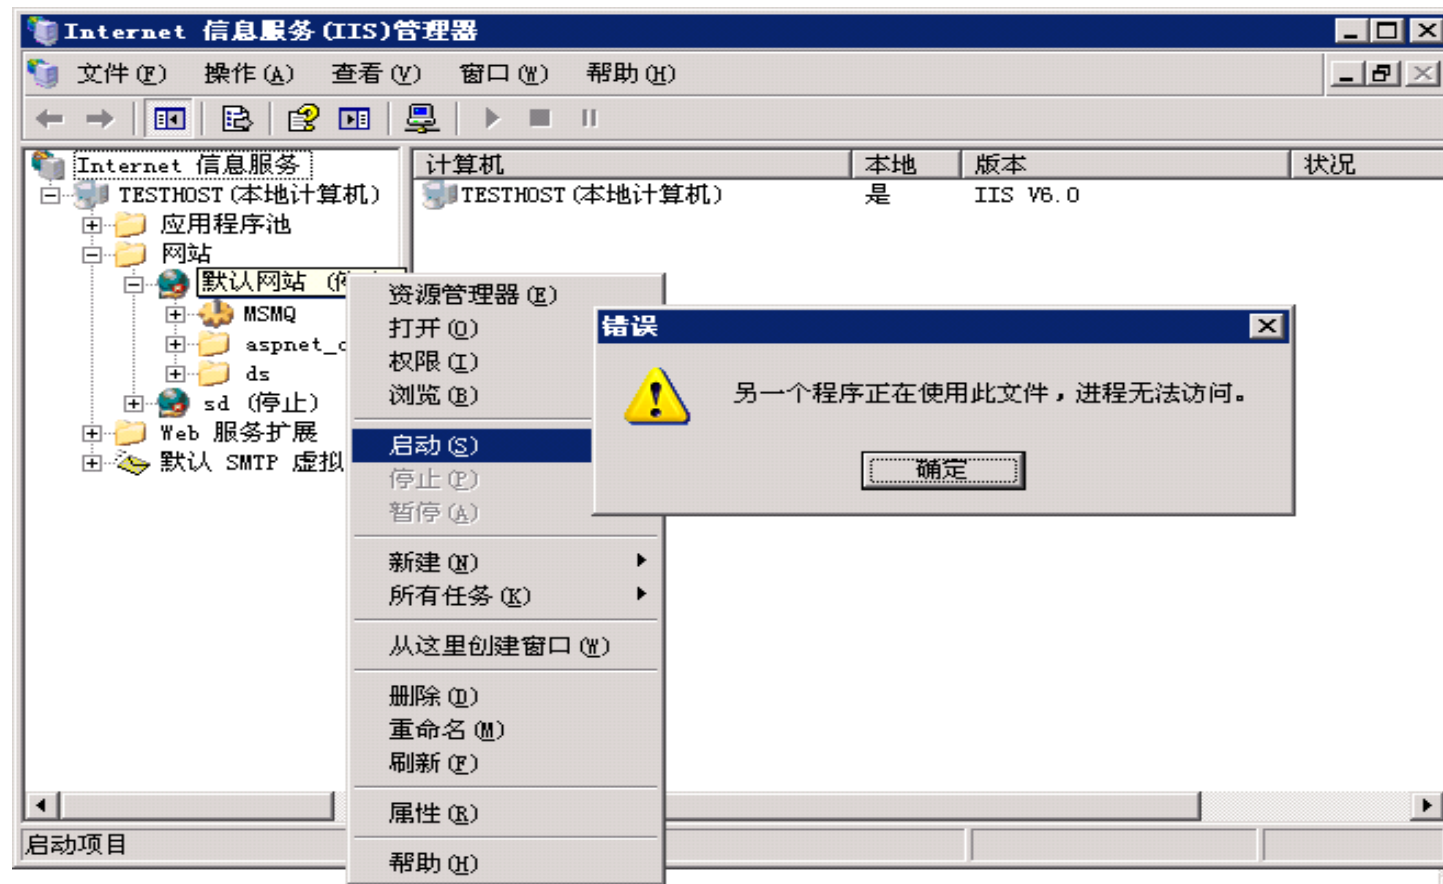 Internet 信息服务(IIS)管理器
文件(F) 操作(A) 查看(V) 窗口(W) 帮助(H)
Internet 信息服务
计算机 本地 版本 状况
TESTHOST(本地计算机)
TESTHOST(本地计算机) 是 IIS V6.0
应用程序池
网站
默认网站
MSMQ
aspnet_c
ds
sd (停止)
Web 服务扩展
默认 SMTP 虚拟
资源管理器(E)
打开(O)
权限(I)
浏览(B)
启动(S)
停止(P)
暂停(A)
新建(N)
所有任务(K)
从这里创建窗口(W)
删除(D)
重命名(M)
刷新(F)
属性(R)
帮助(H)
错误
另一个程序正在使用此文件，进程无法访问。
确定
启动项目